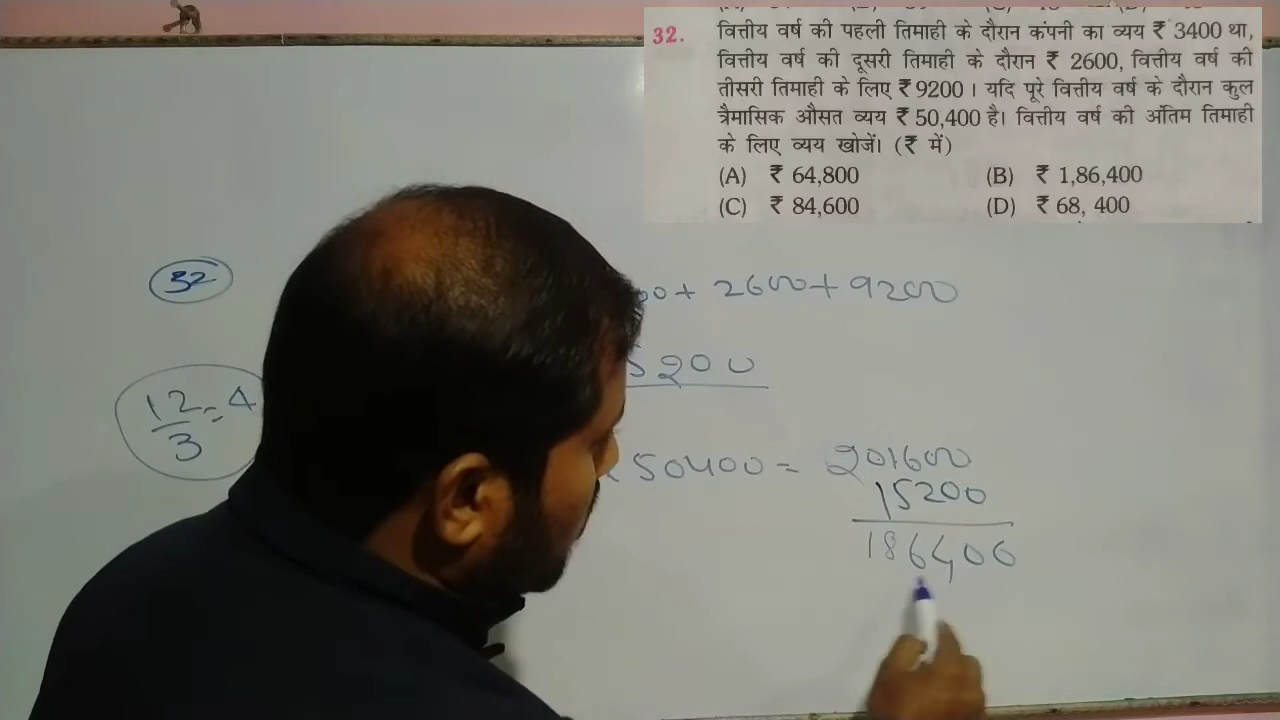 32. वित्तीय वर्ष की पहली तिमाही के दौरान कंपनी का व्यय ₹ 3400 था,
वित्तीय वर्ष की दूसरी तिमाही के दौरान ₹ 2600, वित्तीय वर्ष की
तीसरी तिमाही के लिए ₹ 9200 । यदि पूरे वित्तीय वर्ष के दौरान कुल
त्रैमासिक औसत व्यय ₹ 50,400 है। वित्तीय वर्ष की अंतिम तिमाही
के लिए व्यय खोजें। (₹ में)
(A) ₹ 64,800 (B) ₹ 1,86,400
(C) ₹ 84,600 (D) ₹ 68, 400
32
+ 2600 + 9200
5200
12/3 = 4
50400 = 201600
15200
186400